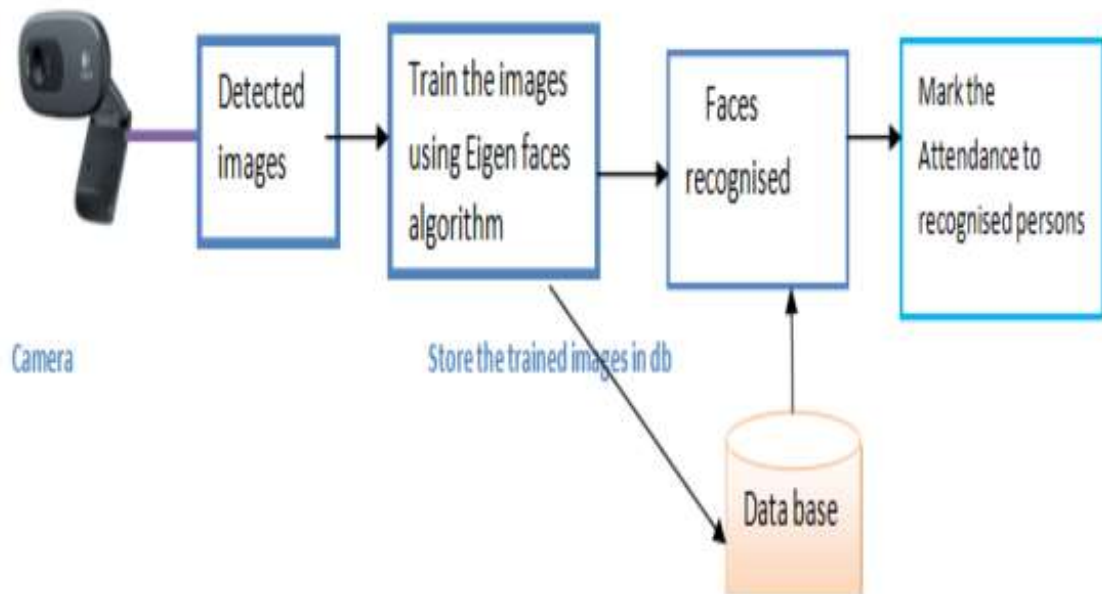 Detected
images
Train the images
using Eigen faces
algorithm
Faces
recognised
Mark the
Attendance to
recognised persons
Camera
Store the trained images in db
Data base